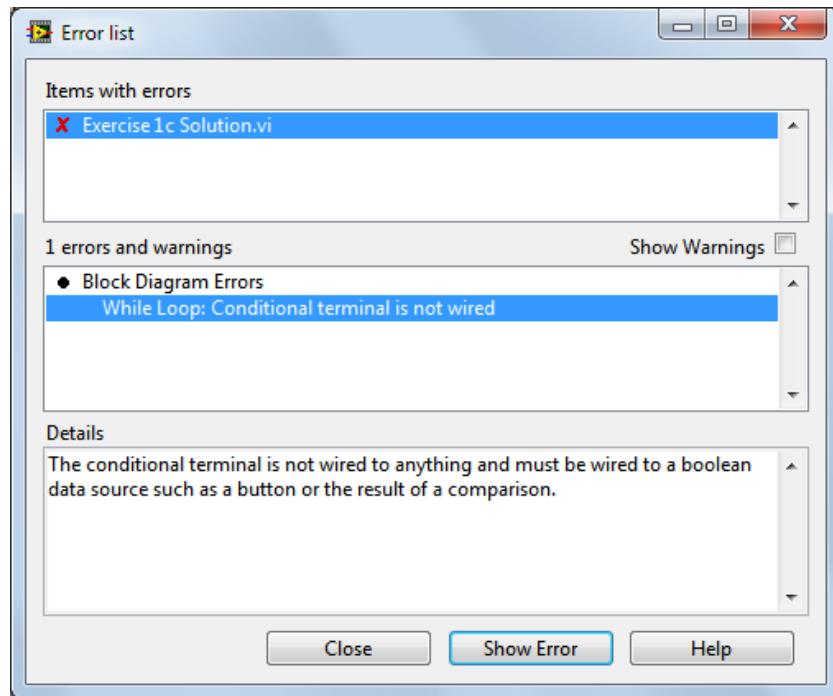 Error list
Items with errors
✗ Exercise 1c Solution.vi
1 errors and warnings
Show Warnings
● Block Diagram Errors
While Loop: Conditional terminal is not wired
Details
The conditional terminal is not wired to anything and must be wired to a boolean
data source such as a button or the result of a comparison.
Close
Show Error
Help